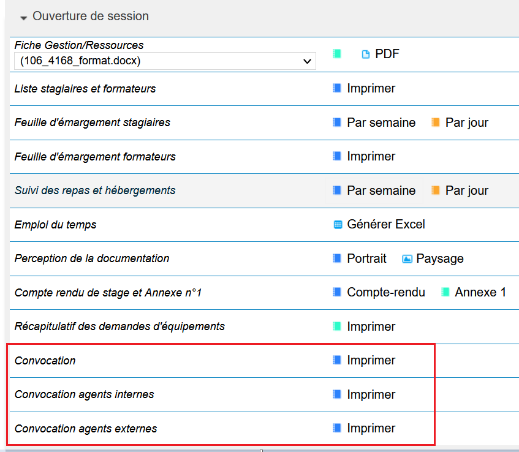 Ouverture de session
Fiche Gestion/Ressources
(106_4168_format.docx) PDF
Liste stagiaires et formateurs Imprimer
Feuille d'émargement stagiaires Par semaine Par jour
Feuille d'émargement formateurs Imprimer
Suivi des repas et hébergements Par semaine Par jour
Emploi du temps Générer Excel
Perception de la documentation Portrait Paysage
Compte rendu de stage et Annexe n°1 Compte-rendu Annexe 1
Récapitulatif des demandes d'équipements Imprimer
Convocation Imprimer
Convocation agents internes Imprimer
Convocation agents externes Imprimer